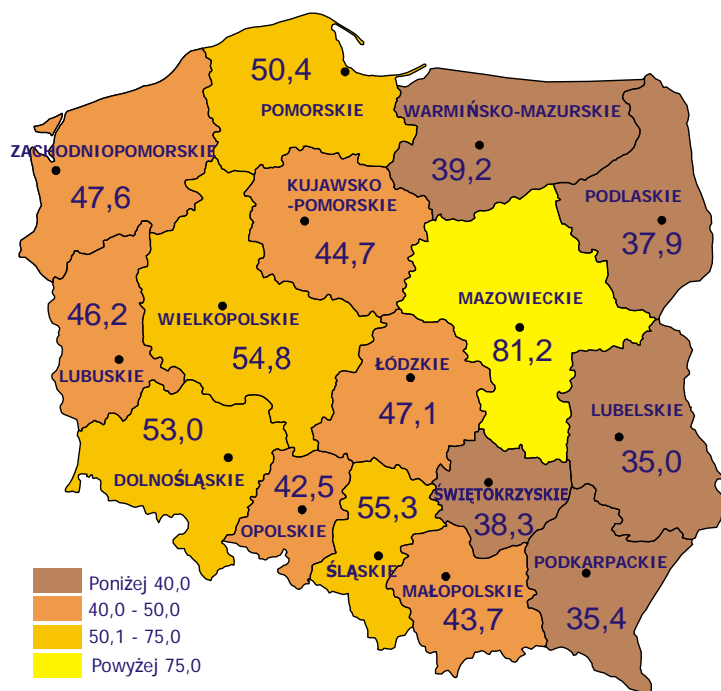 50,4
POMORSKIE
WARMIŃSKO-MAZURSKIE
39,2
ZACHODNIOPOMORSKIE
47,6
KUJAWSKO
-POMORSKIE
44,7
PODLASKIE
37,9
MAZOWIECKIE
81,2
46,2
LUBUSKIE
WIELKOPOLSKIE
54,8
ŁÓDZKIE
47,1
LUBELSKIE
35,0
53,0
DOLNOŚLĄSKIE
42,5
OPOLSKIE
55,3
ŚLĄSKIE
ŚWIĘTOKRZYSKIE
38,3
MAŁOPOLSKIE
43,7
PODKARPACKIE
35,4
Poniżej 40,0
40,0 - 50,0
50,1 - 75,0
Powyżej 75,0